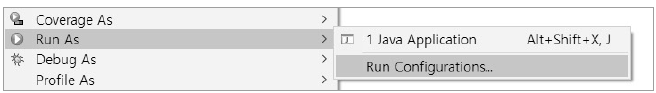 Coverage As
Run As
Debug As
Profile As
1 Java Application Alt+Shift+X, J
Run Configurations...